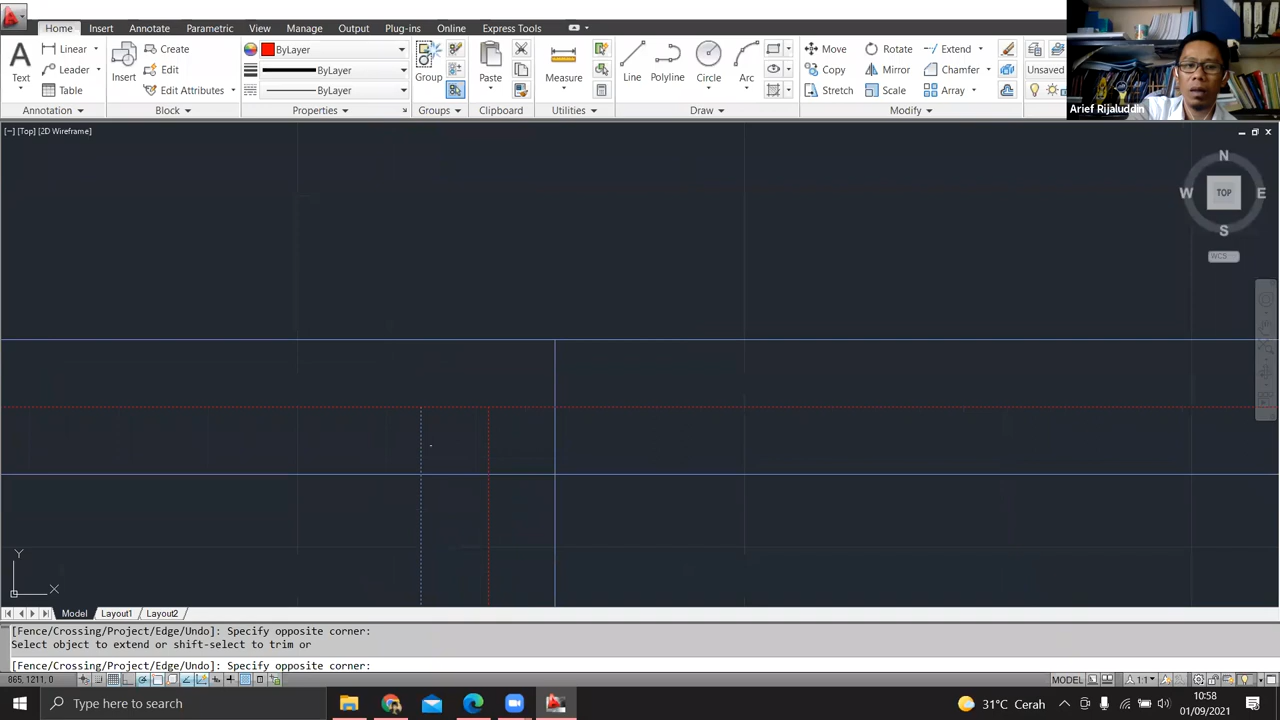 Home Insert Annotate Parametric View Manage Output Plug-ins Online Express Tools
A Text
Linear
Leader
Table
Annotation
Insert
Create
Edit
Edit Attributes
Block
ByLayer
ByLayer
ByLayer
Properties
Group
Groups
Paste
Clipboard
Measure
Utilities
Line Polyline Circle Arc
Draw
Move Rotate Extend
Copy Mirror Chamfer
Stretch Scale Array
Modify
Unsaved
Arief Rijaluddin
[–] [Top] [2D Wireframe]
N
W TOP E
S
WCS
Y
X
Model Layout1 Layout2
[Fence/Crossing/Project/Edge/Undo]: Specify opposite corner:
Select object to extend or shift-select to trim or
[Fence/Crossing/Project/Edge/Undo]: Specify opposite corner:
865, 1211, 0
MODEL
1:1
Type here to search
31°C Cerah
10:58
01/09/2021